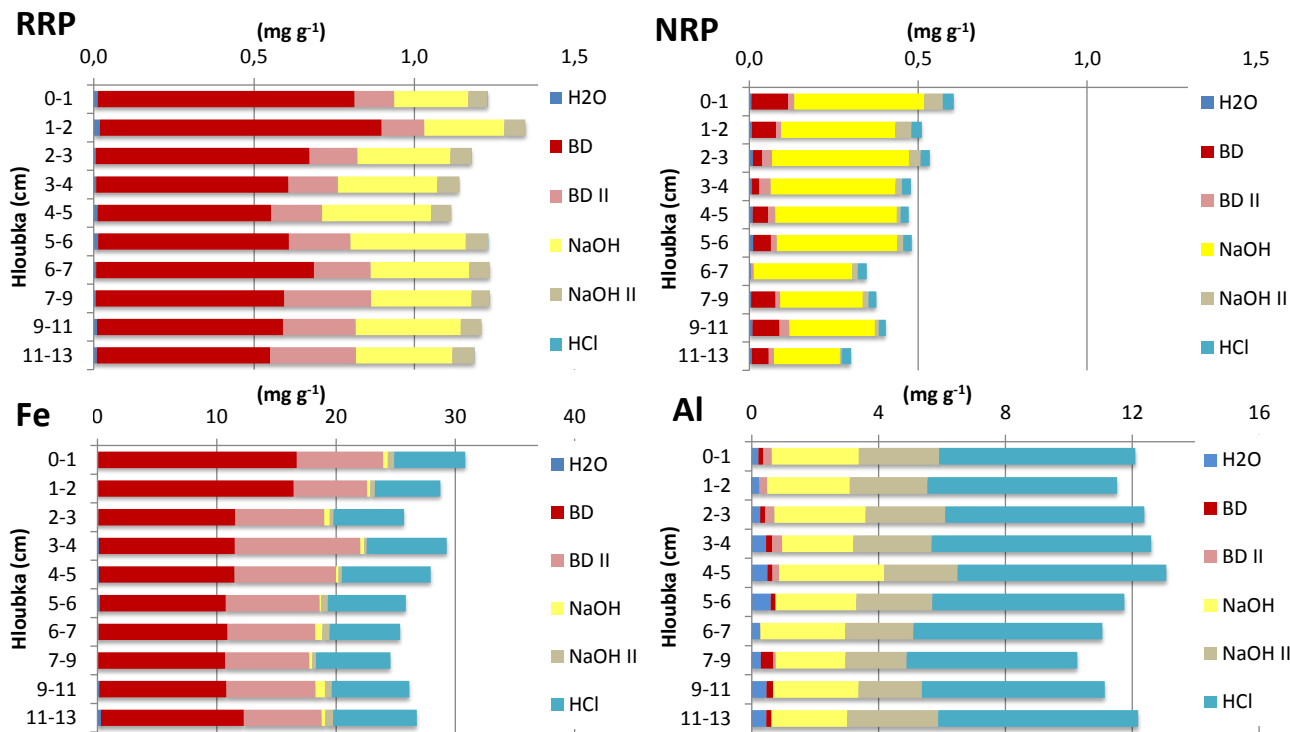 RRP
(mg g-1)
0,0 0,5 1,0 1,5
Hloubka (cm)
0-1
1-2
2-3
3-4
4-5
5-6
6-7
7-9
9-11
11-13
H2O
BD
BD II
NaOH
NaOH II
HCl
NRP
(mg g-1)
0,0 0,5 1,0 1,5
Hloubka (cm)
0-1
1-2
2-3
3-4
4-5
5-6
6-7
7-9
9-11
11-13
H2O
BD
BD II
NaOH
NaOH II
HCl
Fe
(mg g-1)
0 10 20 30 40
Hloubka (cm)
0-1
1-2
2-3
3-4
4-5
5-6
6-7
7-9
9-11
11-13
H2O
BD
BD II
NaOH
NaOH II
HCl
Al
(mg g-1)
0 4 8 12 16
Hloubka (cm)
0-1
1-2
2-3
3-4
4-5
5-6
6-7
7-9
9-11
11-13
H2O
BD
BD II
NaOH
NaOH II
HCl